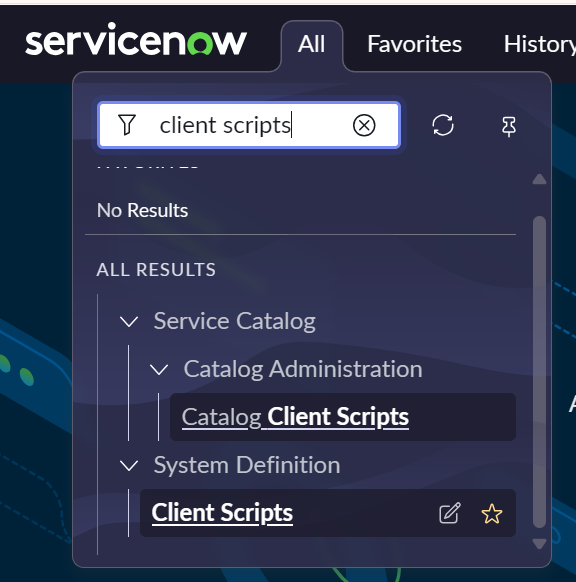 servicenow
All
Favorites
History
client scripts
FAVORITES
No Results
ALL RESULTS
Service Catalog
Catalog Administration
Catalog Client Scripts
System Definition
Client Scripts
A